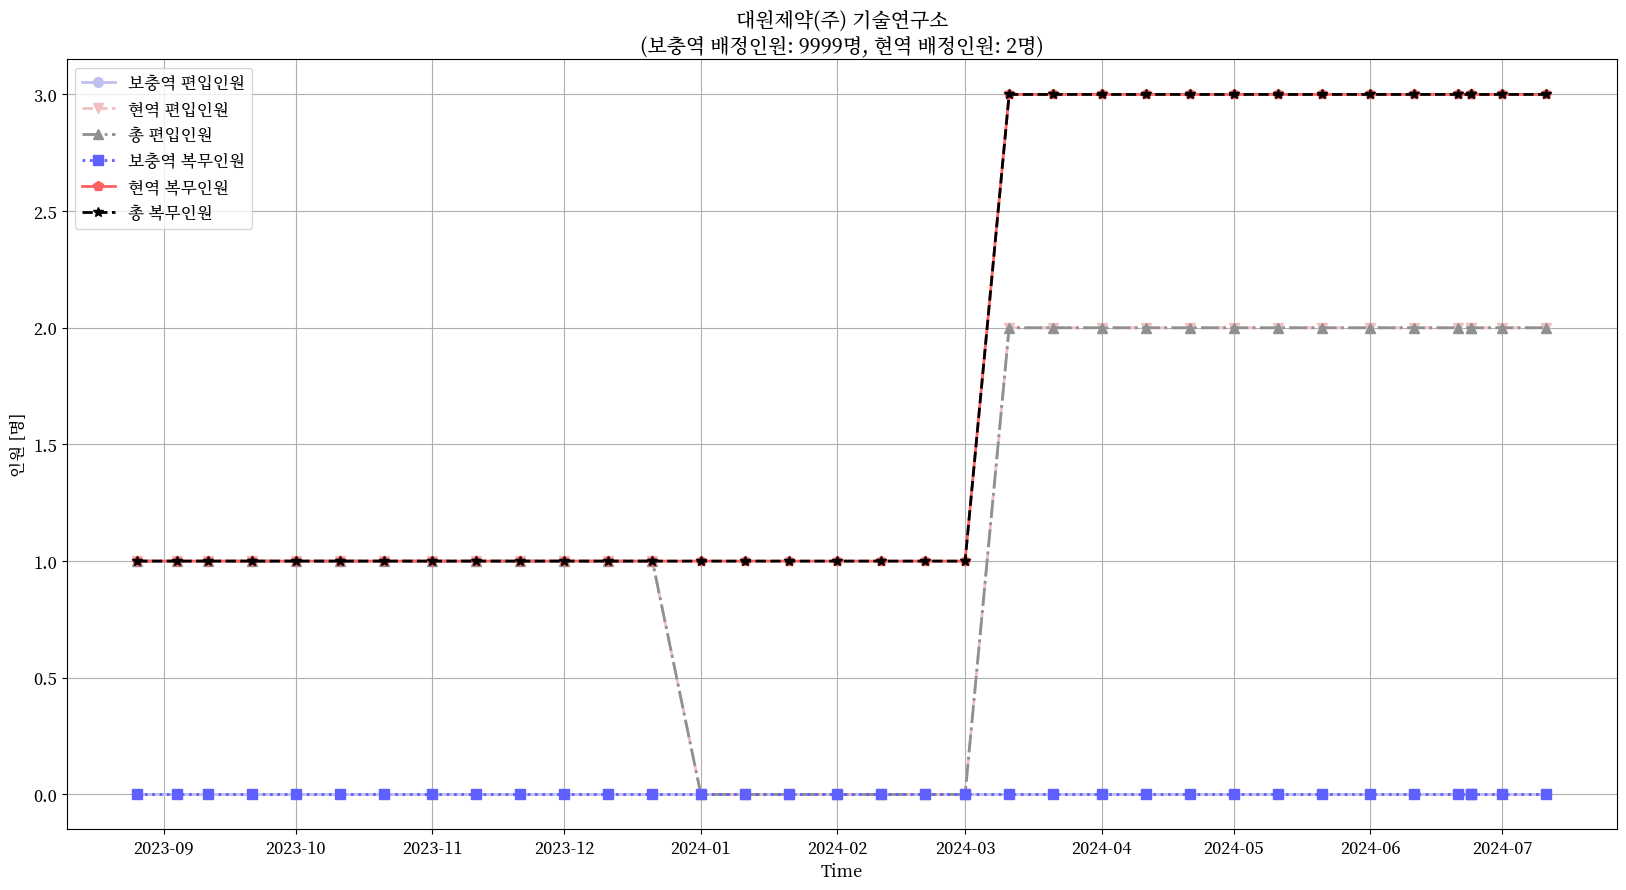 대원제약(주) 기술연구소
(보충역 배정인원: 9999명, 현역 배정인원: 2명)
보충역 편입인원
현역 편입인원
총 편입인원
보충역 복무인원
현역 복무인원
총 복무인원
3.0
2.5
2.0
1.5
1.0
0.5
0.0
인원 [명]
2023-09
2023-10
2023-11
2023-12
2024-01
2024-02
2024-03
2024-04
2024-05
2024-06
2024-07
Time